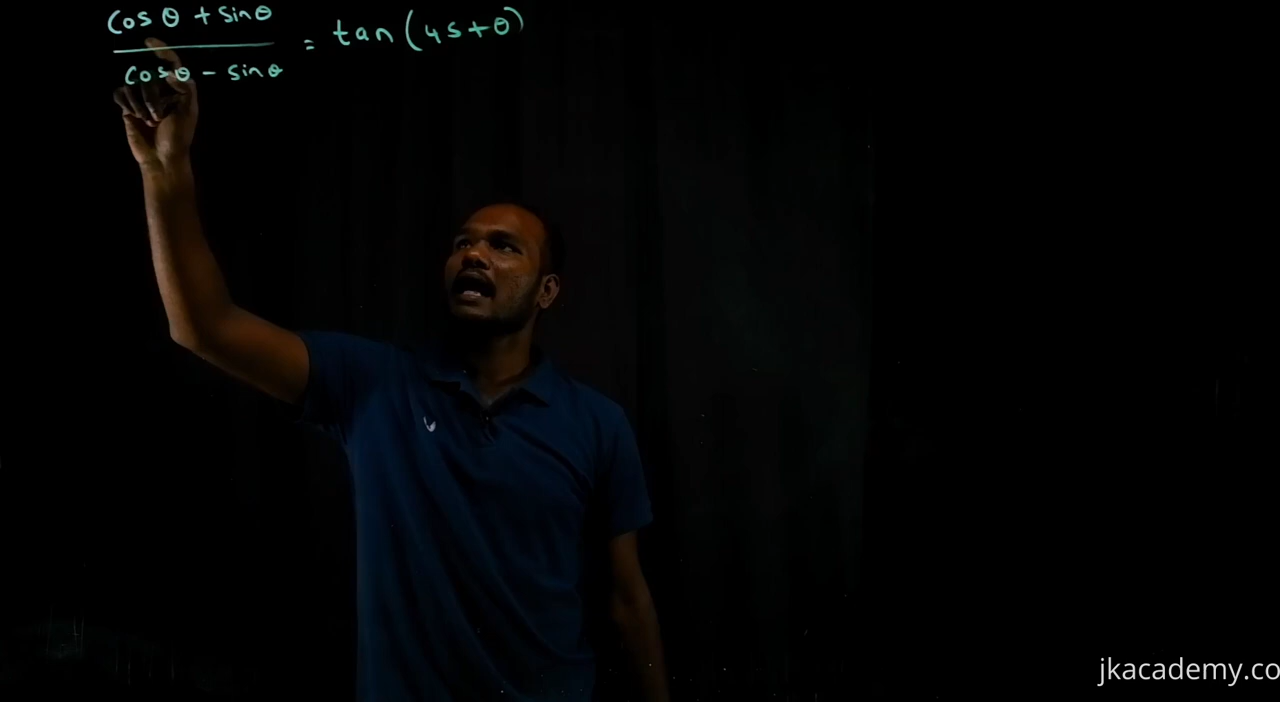 cos θ + sin θ
cos θ - sin θ
= tan (45+θ)
jkacademy.co